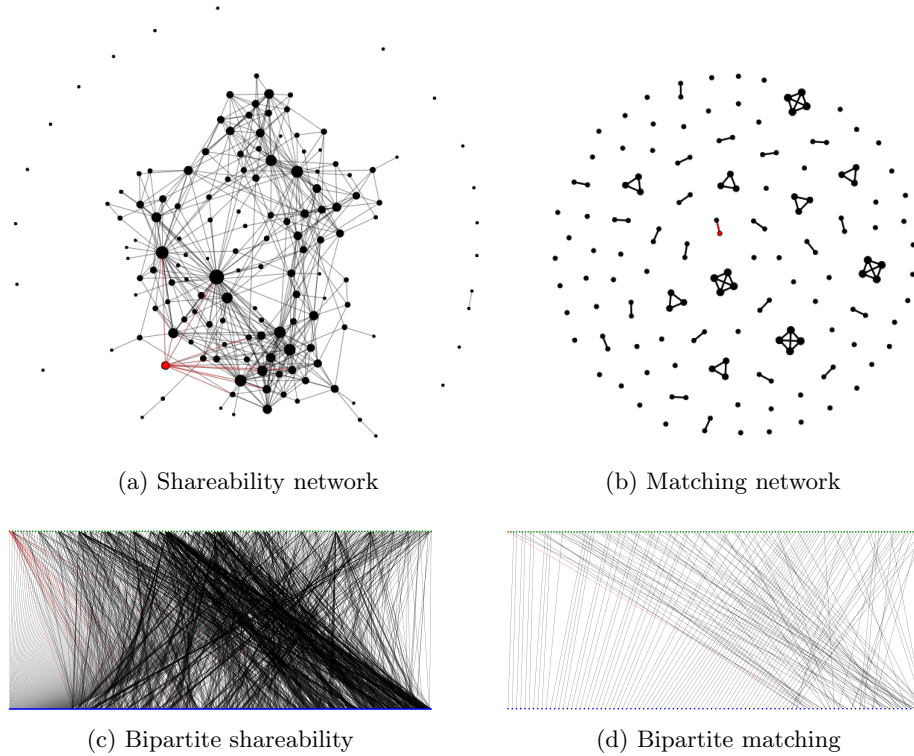 (a) Shareability network
(b) Matching network
(c) Bipartite shareability
(d) Bipartite matching